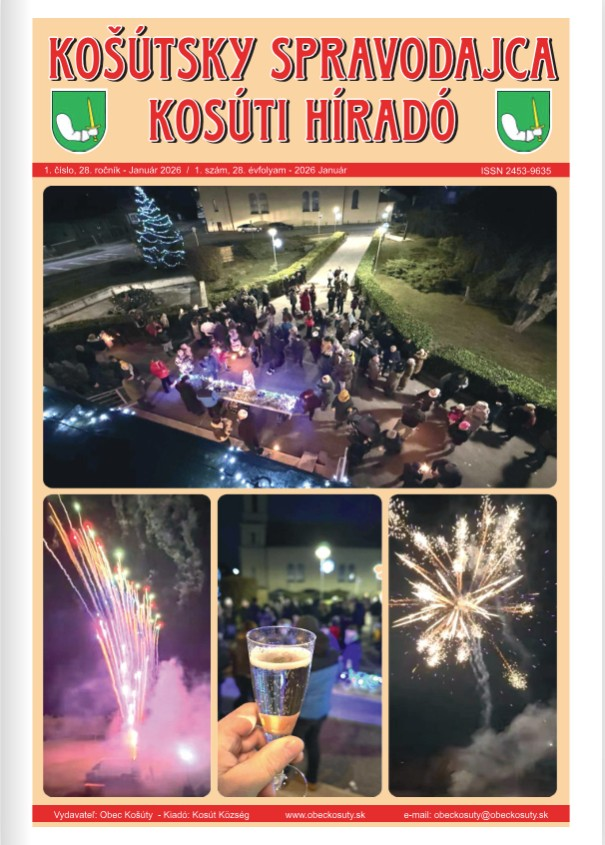 KOŠÚTSKY SPRAVODAJCA
KOSÚTI HÍRADÓ
1. číslo, 28. ročník - Január 2026 / 1. szám, 28. évfolyam - 2026 Január ISSN 2453-9635
Vydavateľ: Obec Košúty - Kiadó: Kosút Község www.obeckosuty.sk e-mail: obeckosuty@obeckosuty.sk